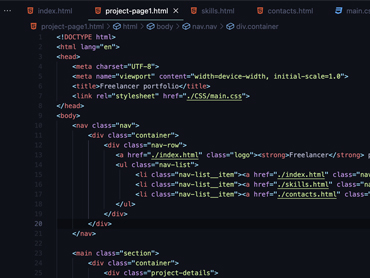 index.html project-page1.html skills.html contacts.html main.cs
project-page1.html > html > body > nav.nav > div.container
1 <!DOCTYPE html>
2 <html lang="en">
3 <head>
4 <meta charset="UTF-8">
5 <meta name="viewport" content="width=device-width, initial-scale=1.0">
6 <title>Freelancer portfolio</title>
7 <link rel="stylesheet" href="./CSS/main.css">
8 </head>
9 <body>
10 <nav class="nav">
11 <div class="container">
12 <div class="nav-row">
13 <a href="./index.html" class="logo"><strong>Freelancer</strong> p
14 <ul class="nav-list">
15 <li class="nav-list__item"><a href="./index.html" class="nav
16 <li class="nav-list__item"><a href="./skills.html" class="na
17 <li class="nav-list__item"><a href="./contacts.html" class="
18 </ul>
19 </div>
20 </div>
21 </nav>
22
23 <main class="section">
24 <div class="container">
25 <div class="project-details">